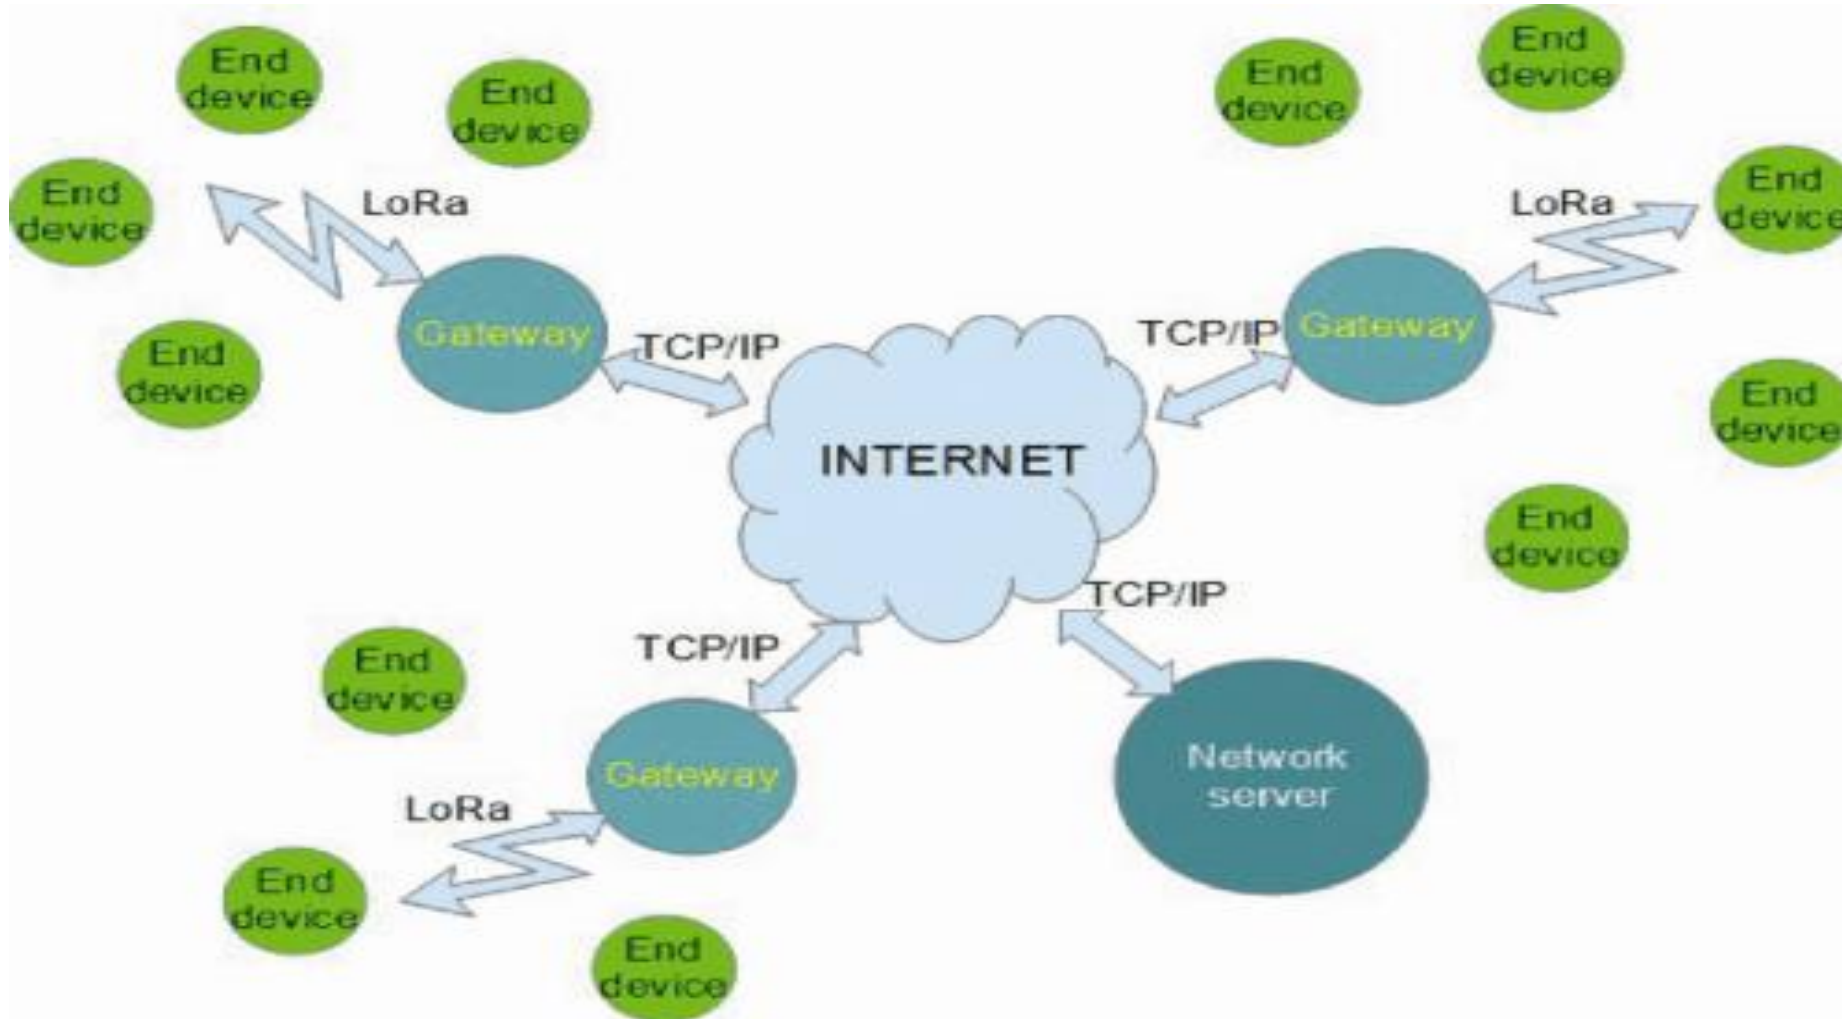 End
device
End
device
End
device
LoRa
End
device
Gateway
TCP/IP
End
device
End
device
End
device
LoRa
TCP/IP
Gateway
End
device
End
device
INTERNET
TCP/IP
TCP/IP
End
device
Gateway
LoRa
End
device
End
device
Network
server